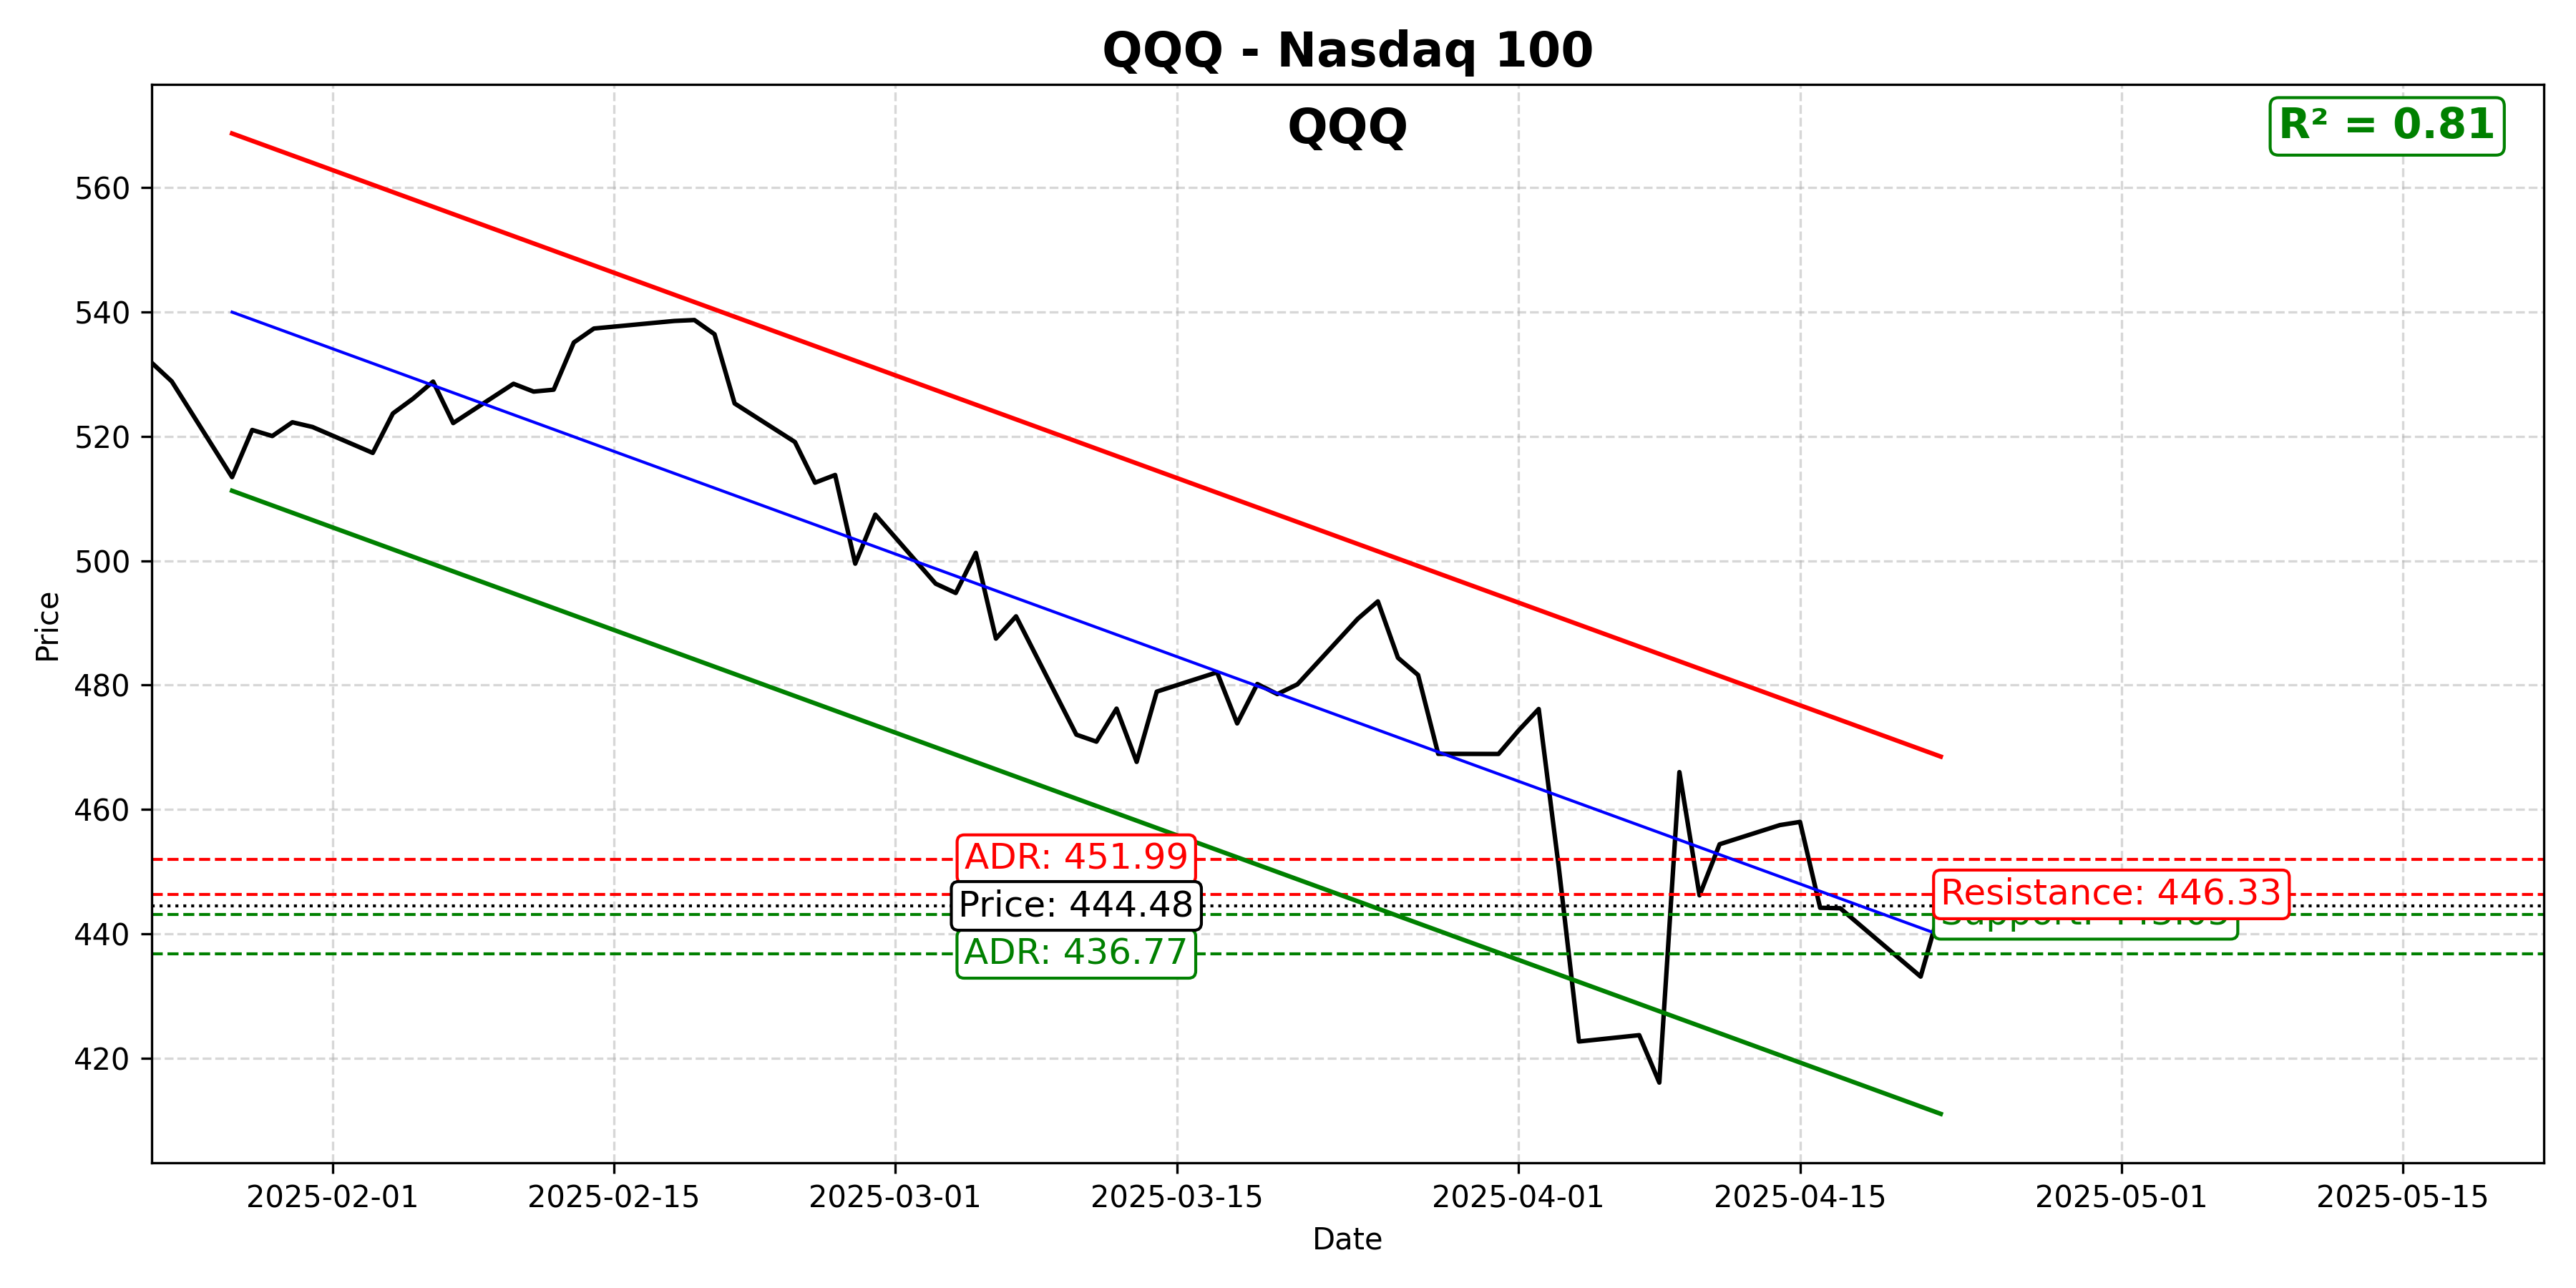 QQQ - Nasdaq 100
QQQ
R² = 0.81
560
540
520
500
480
460
440
420
Price
ADR: 451.99
Price: 444.48
ADR: 436.77
Resistance: 446.33
2025-02-01
2025-02-15
2025-03-01
2025-03-15
2025-04-01
2025-04-15
2025-05-01
2025-05-15
Date